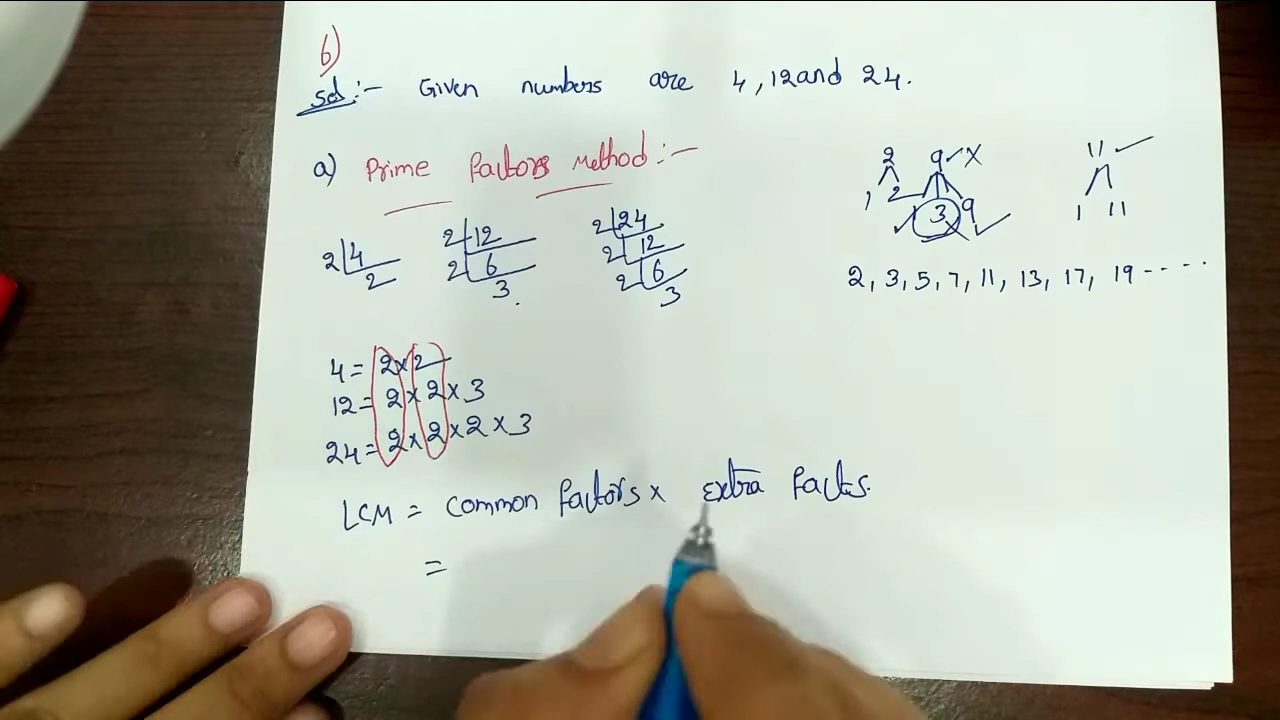 6)
Sol:- Given numbers are 4, 12 and 24.
a) Prime Factors Method:-
2 4
2
2 12
2 6
3
2 24
2 12
2 6
3
2
1 2
9 ✓ X
3 9
11 ✓
1 11
2, 3, 5, 7, 11, 13, 17, 19 - - - -
4 = 2 × 2
12 = 2 × 2 × 3
24 = 2 × 2 × 2 × 3
LCM = Common factors × extra
=